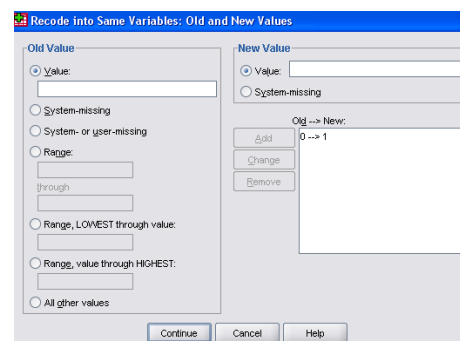 Recode into Same Variables: Old and New Values
Old Value
Value:
System-missing
System- or user-missing
Range:
through
Range, LOWEST through value:
Range, value through HIGHEST:
All other values
New Value
Value:
System-missing
Old --> New:
Add
Change
Remove
0 --> 1
Continue
Cancel
Help